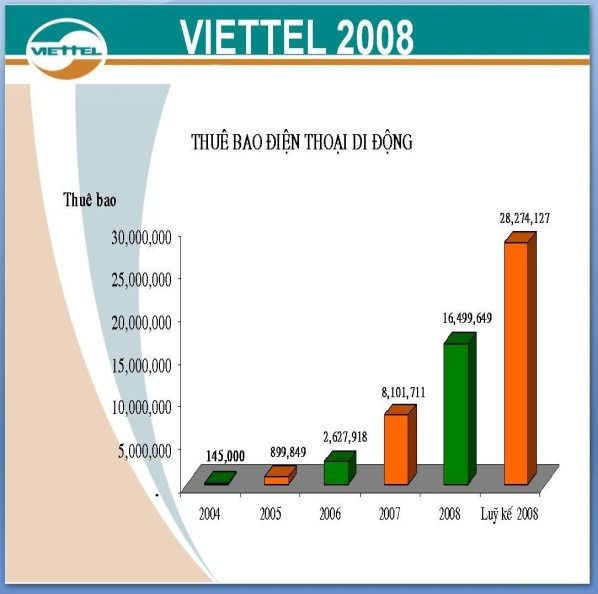 VIETTEL
VIETTEL 2008
THUÊ BAO ĐIỆN THOẠI DI ĐỘNG
Thuê bao
28,274,127
30,000,000
25,000,000
20,000,000
16,499,649
15,000,000
8,101,711
10,000,000
2,627,918
5,000,000
145,000
899,849
-
2004 2005 2006 2007 2008 Luỹ kế 2008